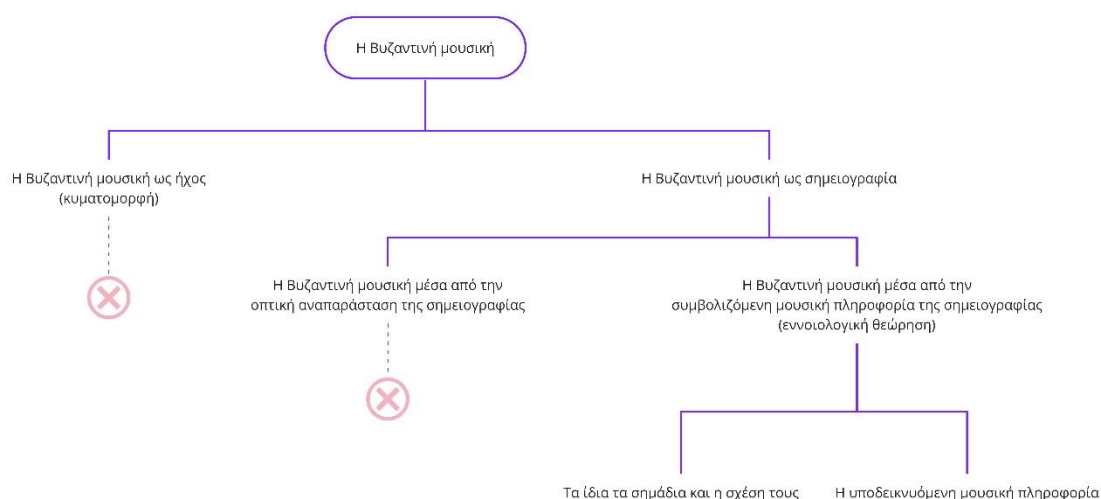 Η Βυζαντινή μουσική
Η Βυζαντινή μουσική ως ήχος
(κυματομορφή)
Η Βυζαντινή μουσική ως σημειογραφία
Η Βυζαντινή μουσική μέσα από την
οπτική αναπαράσταση της σημειογραφίας
Η Βυζαντινή μουσική μέσα από την
συμβολιζόμενη μουσική πληροφορία της σημειογραφίας
(εννοιολογική θεώρηση)
Τα ίδια τα σημάδια και η σχέση τους
Η υποδεικνυόμενη μουσική πληροφορία